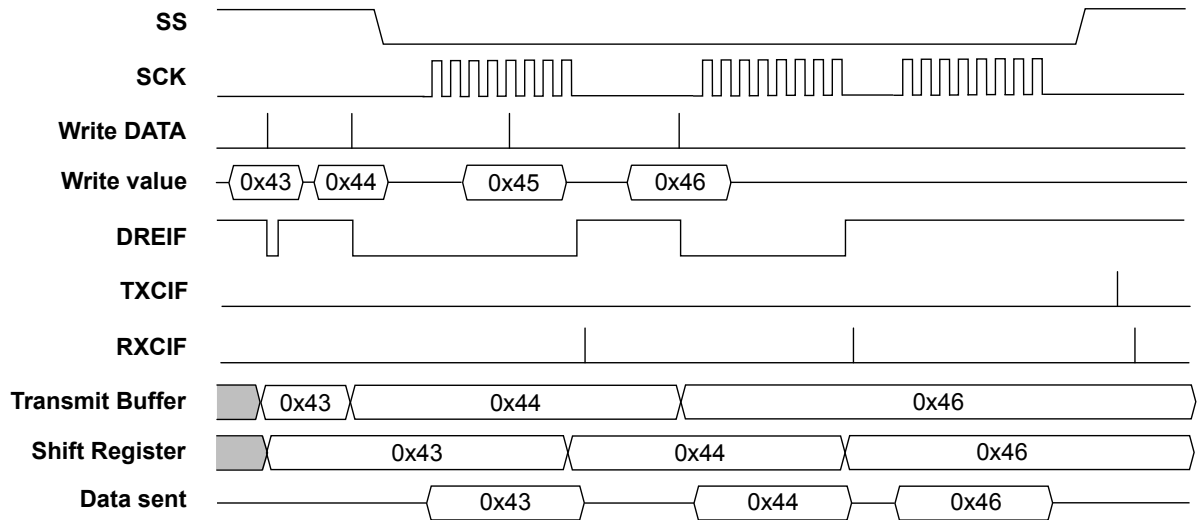 SS
SCK
Write DATA
Write value 0x43 0x44 0x45 0x46
DREIF
TXCIF
RXCIF
Transmit Buffer 0x43 0x44 0x46
Shift Register 0x43 0x44 0x46
Data sent 0x43 0x44 0x46